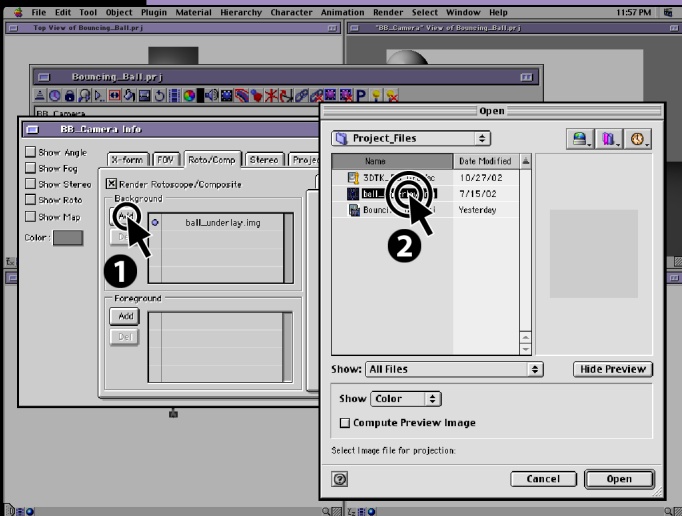 File Edit Tool Object Plugin Material Hierarchy Character Animation Render Select Window Help 11:57 PM
Top View of Bouncing_Ball.prj
"BB_Camera" View of Bouncing_Ball.prj
Bouncing_Ball.prj
BB_Camera
BB_Camera Info
Show Angle
Show Fog
Show Stereo
Show Roto
Show Map
Color:
X-form FOV Roto/Comp Stereo
Render Rotoscope/Composite
Background
Add
ball_underlay.img
Del
1
Foreground
Add
Del
Open
Project_Files
Name Date Modified
10/27/02
7/15/02
Yesterday
2
Show: All Files Hide Preview
Show Color
Compute Preview Image
Select Image file for projection:
Cancel Open